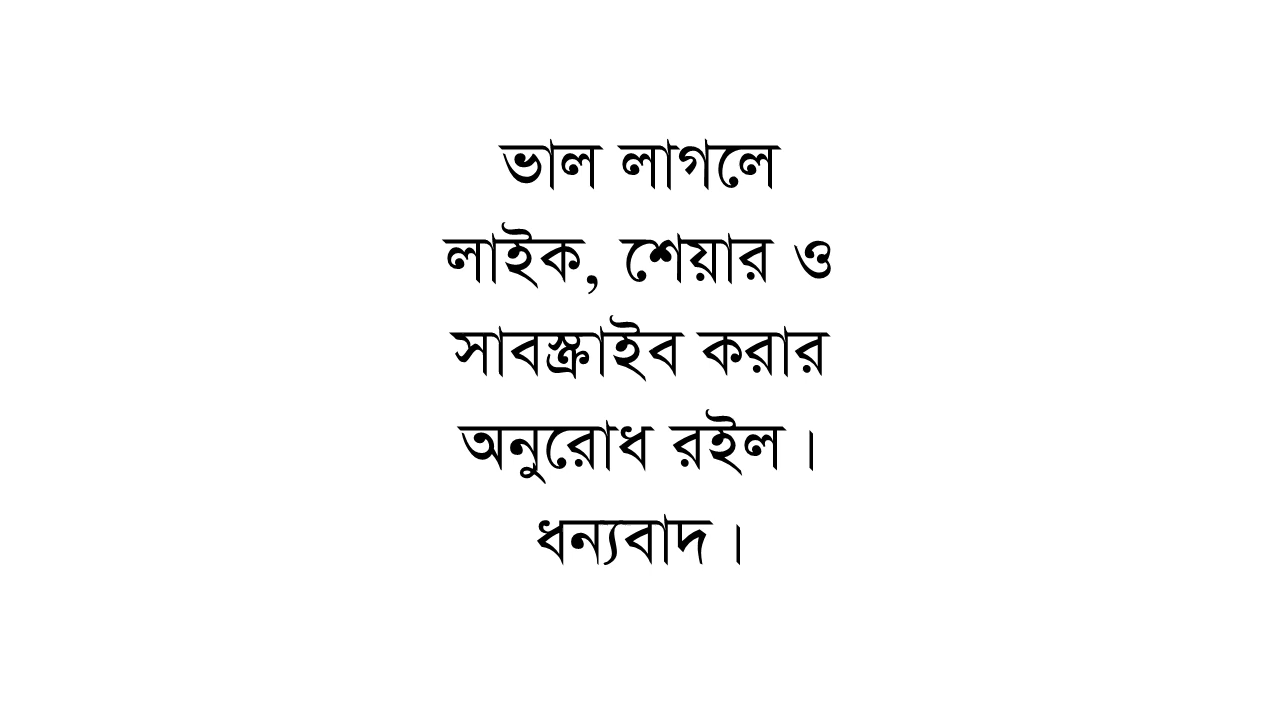 ভাল লাগলে
লাইক, শেয়ার ও
সাবস্ক্রাইব করার
অনুরোধ রইল।
ধন্যবাদ।